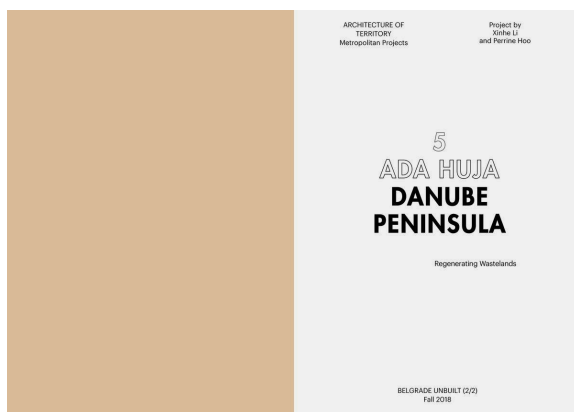 ARCHITECTURE OF
TERRITORY
Metropolitan Projects
Project by
Xinhe Li
and Perrine Hoo
5
ADA HUJA
DANUBE
PENINSULA
Regenerating Wastelands
BELGRADE UNBUILT (2/2)
Fall 2018